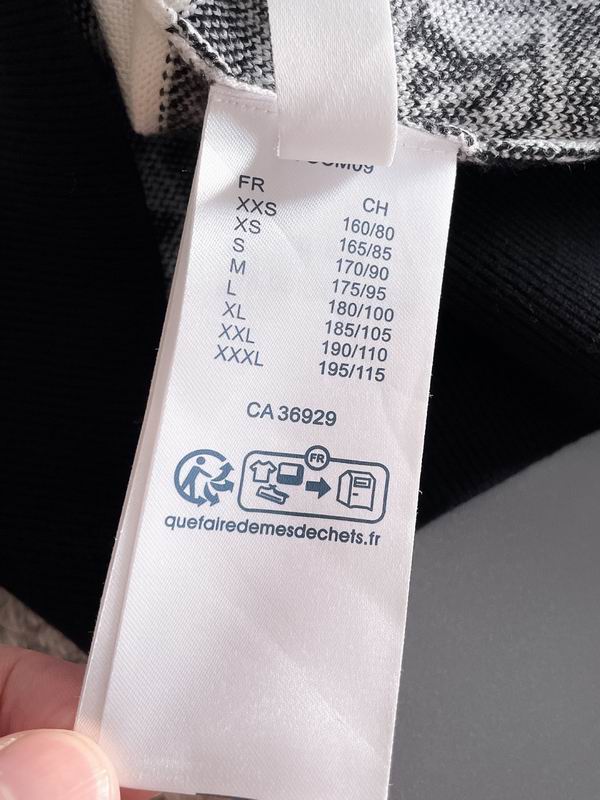 FR CH
XXS 160/80
XS 165/85
S 170/90
M 175/95
L 180/100
XL 185/105
XXL 190/110
XXXL 195/115
CA 36929
FR
quefairedemesdechets.fr